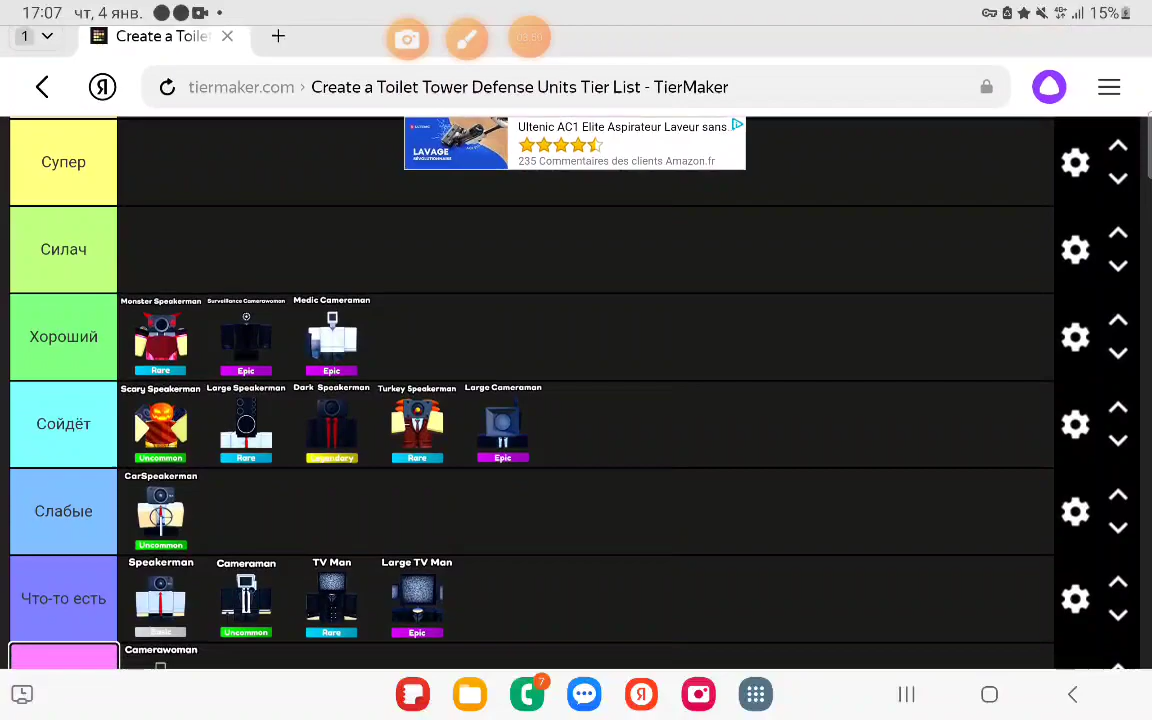 17:07 чт, 4 янв.
4G+ 15%
1 Create a Toile +
03:50
Я tiermaker.com › Create a Toilet Tower Defense Units Tier List - TierMaker
LAVAGE
RÉVOLUTIONNAIRE
Ultenic AC1 Elite Aspirateur Laveur sans
235 Commentaires des clients Amazon.fr
Супер
Силач
Хороший
Monster Speakerman Surveillance Camerawoman Medic Cameraman
Rare Epic Epic
Сойдёт
Scary Speakerman Large Speakerman Dark Speakerman Turkey Speakerman Large Cameraman
Uncommon Rare Legendary Rare Epic
Слабые
CarSpeakerman
Uncommon
Что-то есть
Speakerman Cameraman TV Man Large TV Man
Basic Uncommon Rare Epic
Camerawoman
7
Я